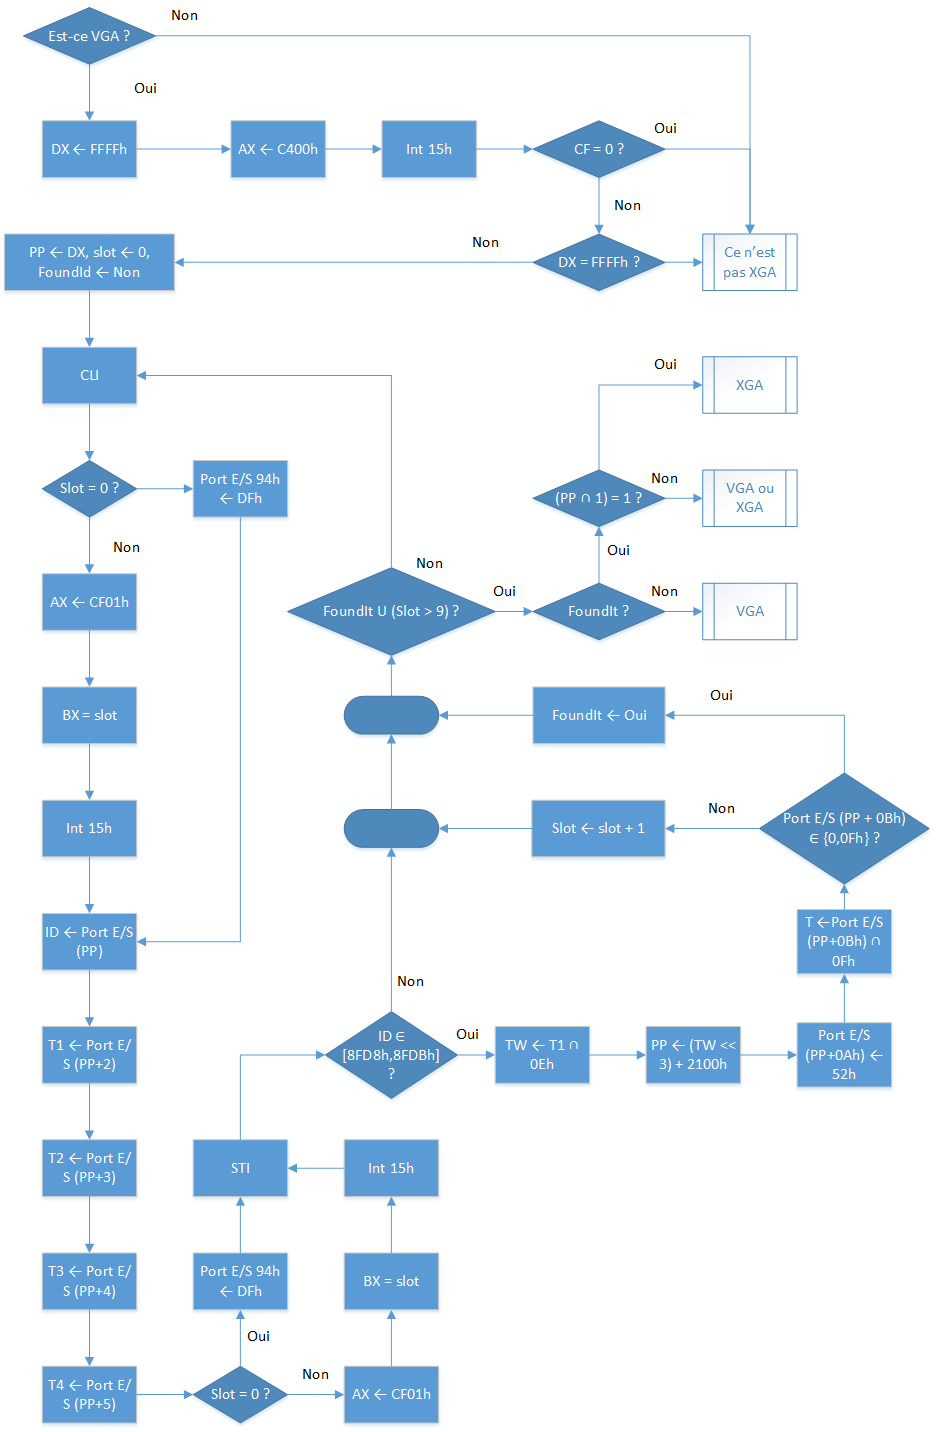 Non
Est-ce VGA ?
Oui
DX ← FFFFh
AX ← C400h
Int 15h
CF = 0 ?
Oui
Non
PP ← DX, slot ← 0,
FoundId ← Non
Non
DX = FFFFh ?
Ce n’est
pas XGA
CLI
Oui
XGA
Slot = 0 ?
Port E/S 94h
← DFh
(PP ∩ 1) = 1 ?
Non
VGA ou
XGA
Non
Oui
AX ← CF01h
Non
FoundIt U (Slot > 9) ?
Oui
FoundIt ?
Non
VGA
BX = slot
FoundIt ← Oui
Oui
Int 15h
Slot ← slot + 1
Non
Port E/S (PP + 0Bh)
∈ {0,0Fh} ?
ID ← Port E/S
(PP)
T ←Port E/S
(PP+0Bh) ∩
0Fh
Non
T1 ← Port E/
S (PP+2)
ID ∈
[8FD8h,8FDBh]
?
Oui
TW ← T1 ∩
0Eh
PP ← (TW <<
3) + 2100h
Port E/S
(PP+0Ah) ←
52h
T2 ← Port E/
S (PP+3)
STI
Int 15h
T3 ← Port E/
S (PP+4)
Port E/S 94h
← DFh
BX = slot
Oui
T4 ← Port E/
S (PP+5)
Slot = 0 ?
Non
AX ← CF01h